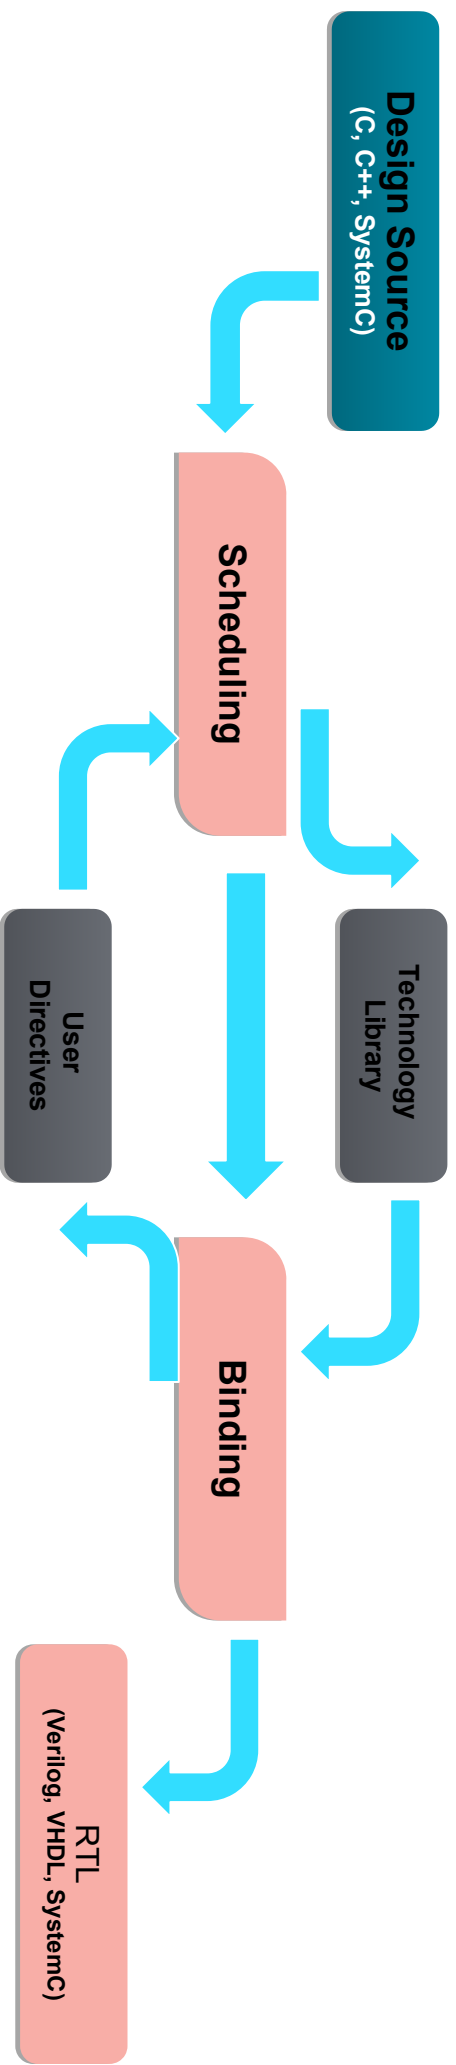 Design Source
(C, C++, SystemC)
Scheduling
Technology
Library
User
Directives
Binding
RTL
(Verilog, VHDL, SystemC)